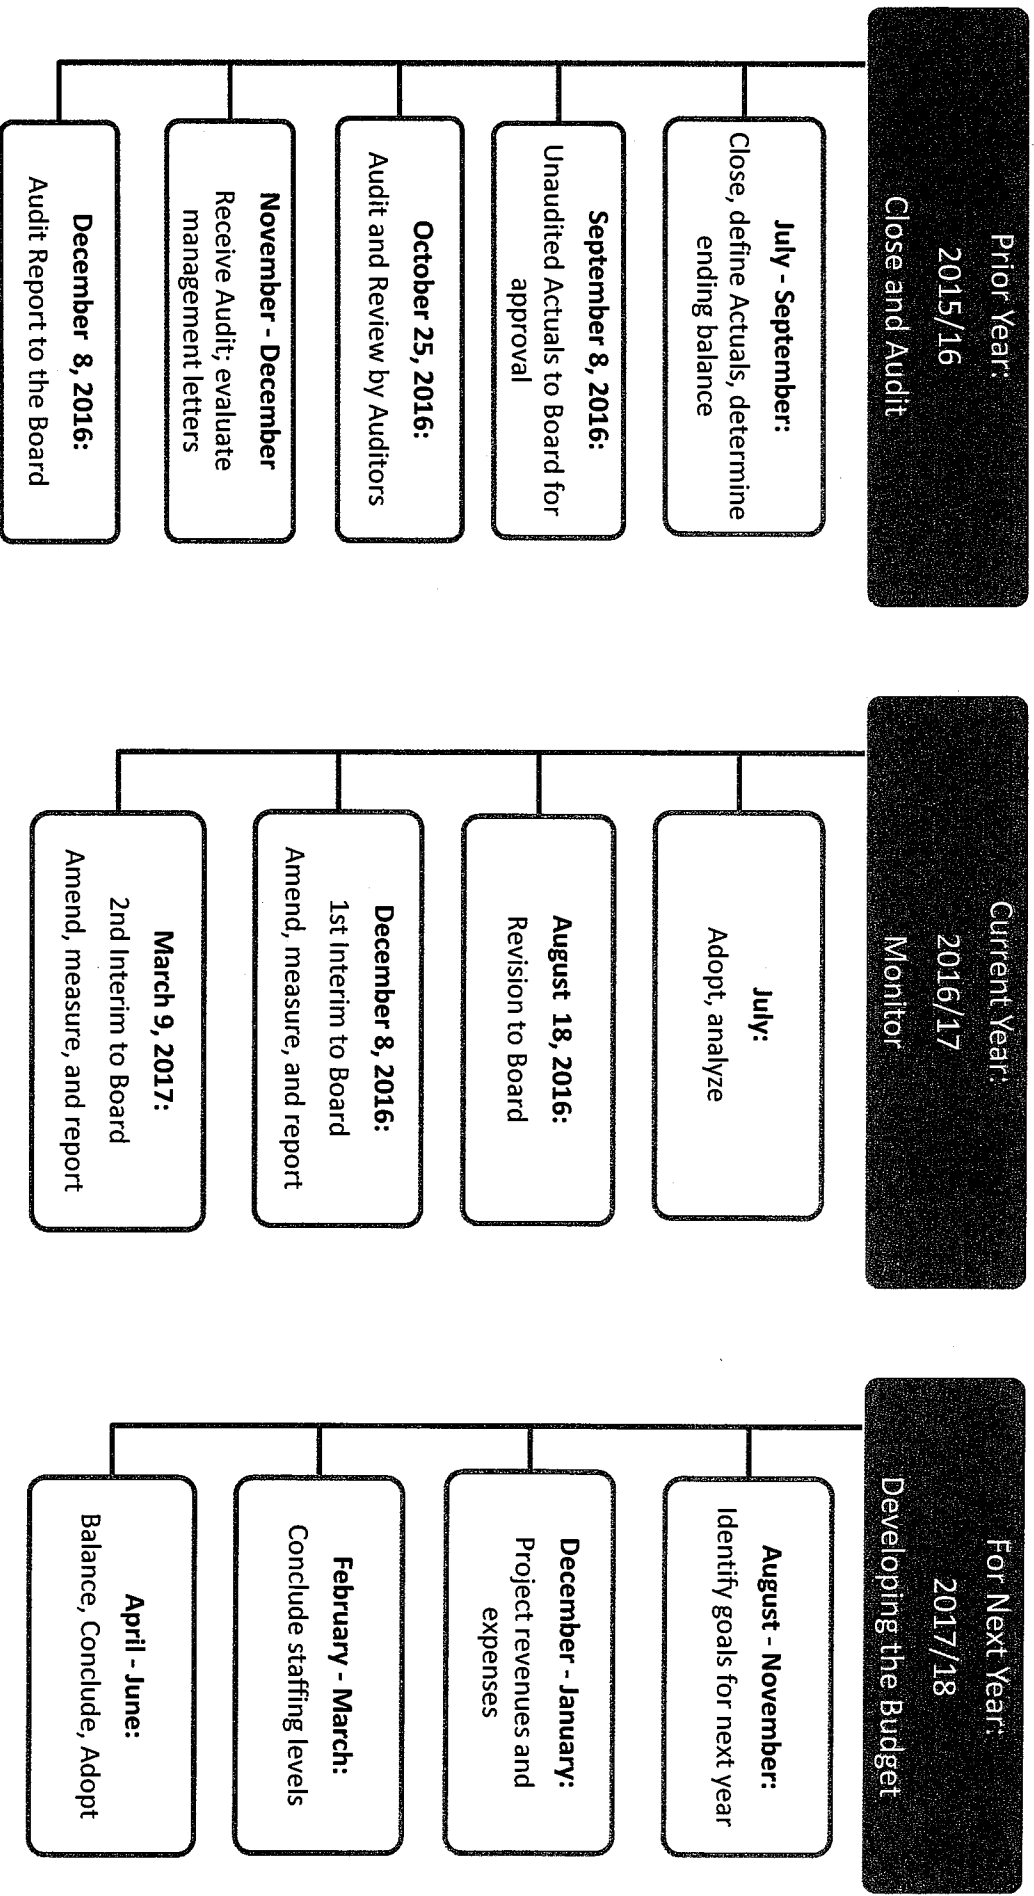 Prior Year:
2015/16
Close and Audit
July - September:
Close, define Actuals, determine
ending balance
September 8, 2016:
Unaudited Actuals to Board for
approval
October 25, 2016:
Audit and Review by Auditors
November - December
Receive Audit; evaluate
management letters
December 8, 2016:
Audit Report to the Board
Current Year:
2016/17
Monitor
July:
Adopt, analyze
August 18, 2016:
Revision to Board
December 8, 2016:
1st Interim to Board
Amend, measure, and report
March 9, 2017:
2nd Interim to Board
Amend, measure, and report
For Next Year:
2017/18
Developing the Budget
August - November:
Identify goals for next year
December - January:
Project revenues and
expenses
February - March:
Conclude staffing levels
April - June:
Balance, Conclude, Adopt